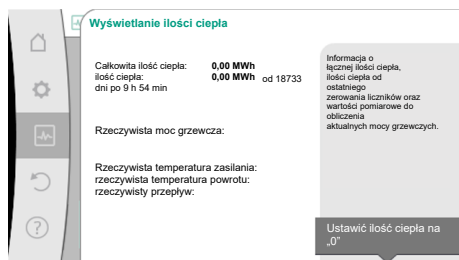 Wyświetlanie ilości ciepła
Całkowita ilość ciepła: 0,00 MWh
ilość ciepła: 0,00 MWh od 18733
dni po 9 h 54 min
Rzeczywista moc grzewcza:
Rzeczywista temperatura zasilania:
rzeczywista temperatura powrotu:
rzeczywisty przepływ:
Informacja o
łącznej ilości ciepła,
ilości ciepła od
ostatniego
zerowania liczników oraz
wartości pomiarowe do
obliczenia
aktualnych mocy grzewczych.
Ustawić ilość ciepła na
„0”
?